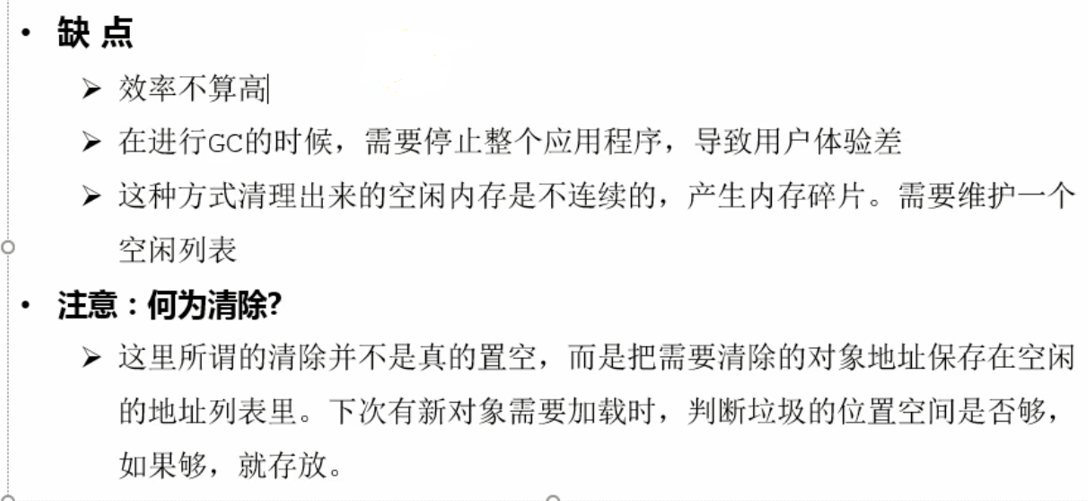 • 缺 点
➢ 效率不算高
➢ 在进行GC的时候，需要停止整个应用程序，导致用户体验差
➢ 这种方式清理出来的空闲内存是不连续的，产生内存碎片。需要维护一个
空闲列表
• 注意：何为清除?
➢ 这里所谓的清除并不是真的置空，而是把需要清除的对象地址保存在空闲
的地址列表里。下次有新对象需要加载时，判断垃圾的位置空间是否够，
如果够，就存放。